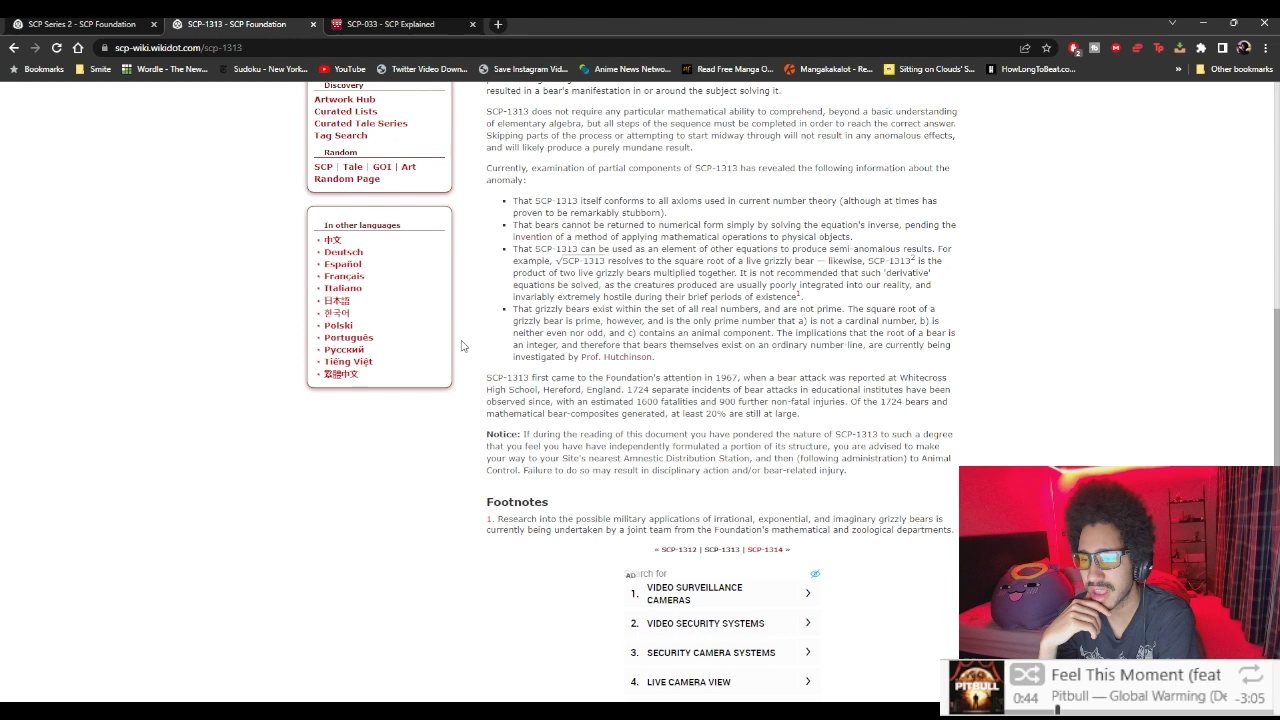 SCP Series 2 - SCP Foundation
SCP-1313 - SCP Foundation
SCP-033 - SCP Explained
scp-wiki.wikidot.com/scp-1313
Bookmarks
Smite
Wordle - The New...
Sudoku - New York...
YouTube
Twitter Video Down...
Save Instagram Vid...
Anime News Networ...
Read Free Manga O...
Mangakakalot - Re...
Sitting on Clouds' S...
HowLongToBeat.co...
»
Other bookmarks
Discovery
Artwork Hub
Curated Lists
Curated Tale Series
Tag Search
Random
SCP | Tale | GOI | Art
Random Page
In other languages
中文
Deutsch
Español
Français
Italiano
日本語
한국어
Polski
Português
Русский
Tiếng Việt
繁體中文
resulted in a bear's manifestation in or around the subject solving it.
SCP-1313 does not require any particular mathematical ability to comprehend, beyond a basic understanding
of elementary algebra, but all steps of the sequence must be completed in order to reach the correct answer.
Skipping parts of the process or attempting to start midway through will not result in any anomalous effects,
and will likely produce a purely mundane result.
Currently, examination of partial components of SCP-1313 has revealed the following information about the
anomaly:
That SCP-1313 itself conforms to all axioms used in current number theory (although at times has
proven to be remarkably stubborn).
That bears cannot be returned to numerical form simply by solving the equation's inverse, pending the
invention of a method of applying mathematical operations to physical objects.
That SCP-1313 can be used as an element of other equations to produce semi-anomalous results. For
example, √SCP-1313 resolves to the square root of a live grizzly bear — likewise, SCP-1313² is the
product of two live grizzly bears multiplied together. It is not recommended that such 'derivative'
equations be solved, as the creatures produced are usually poorly integrated into our reality, and
invariably extremely hostile during their brief periods of existence¹.
That grizzly bears exist within the set of all real numbers, and are not prime. The square root of a
grizzly bear is prime, however, and is the only prime number that a) is not a cardinal number, b) is
neither even nor odd, and c) contains an animal component. The implications that the root of a bear is
an integer, and therefore that bears themselves exist on an ordinary number-line, are currently being
investigated by Prof. Hutchinson.
SCP-1313 first came to the Foundation's attention in 1967, when a bear attack was reported at Whitecross
High School, Hereford, England. 1724 separate incidents of bear attacks in educational institutes have been
observed since, with an estimated 1600 fatalities and 900 further non-fatal injuries. Of the 1724 bears and
mathematical bear-composites generated, at least 20% are still at large.
Notice: If during the reading of this document you have pondered the nature of SCP-1313 to such a degree
that you feel you have have independently formulated a portion of its structure, you are advised to make
your way to your Site's nearest Amnestic Distribution Station, and then (following administration) to Animal
Control. Failure to do so may result in disciplinary action and/or bear-related injury.
Footnotes
1. Research into the possible military applications of irrational, exponential, and imaginary grizzly bears is
currently being undertaken by a joint team from the Foundation's mathematical and zoological departments.
« SCP-1312 | SCP-1313 | SCP-1314 »
AD
Search for
1. VIDEO SURVEILLANCE
CAMERAS
2. VIDEO SECURITY SYSTEMS
3. SECURITY CAMERA SYSTEMS
4. LIVE CAMERA VIEW
PITBULL
Feel This Moment (feat
0:44
Pitbull — Global Warming (De
-3:05